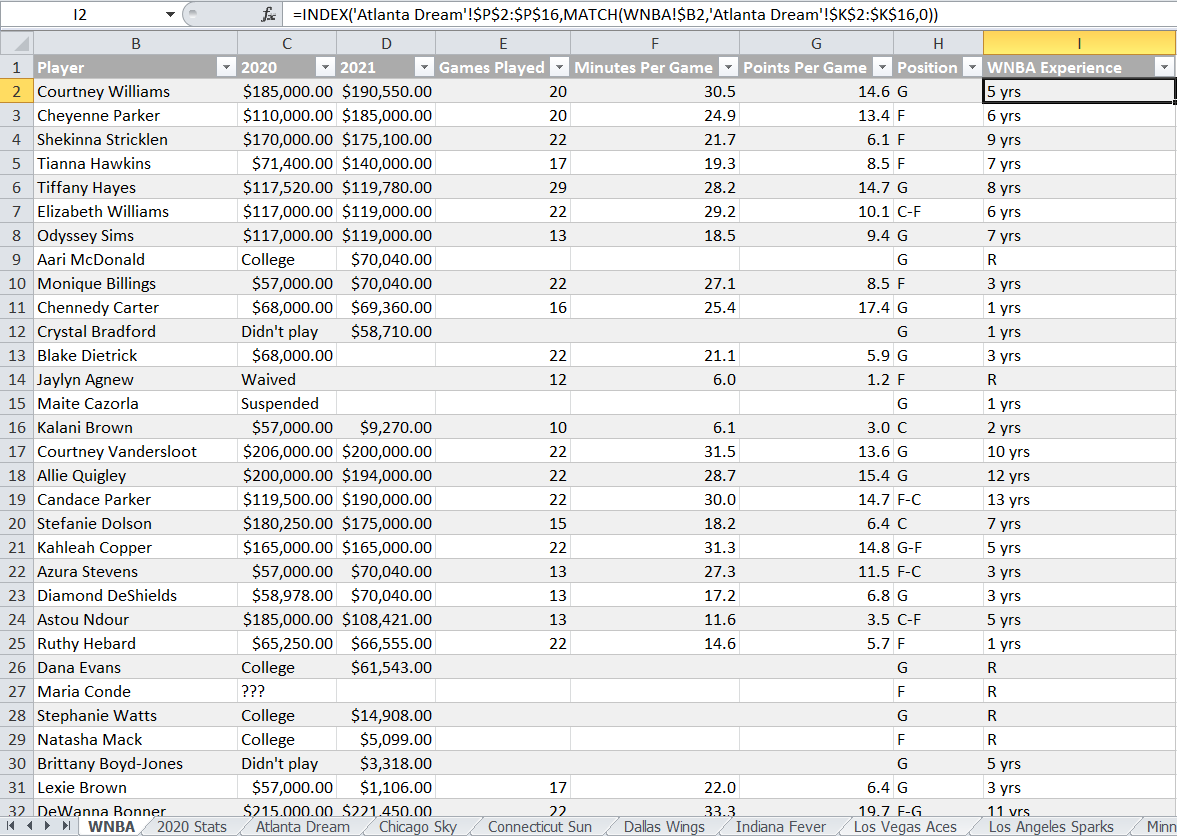 I2 fx =INDEX('Atlanta Dream'!$P$2:$P$16,MATCH(WNBA!$B2,'Atlanta Dream'!$K$2:$K$16,0))
B C D E F G H I
1 Player 2020 2021 Games Played Minutes Per Game Points Per Game Position WNBA Experience
2 Courtney Williams $185,000.00 $190,550.00 20 30.5 14.6 G 5 yrs
3 Cheyenne Parker $110,000.00 $185,000.00 20 24.9 13.4 F 6 yrs
4 Shekinna Stricklen $170,000.00 $175,100.00 22 21.7 6.1 F 9 yrs
5 Tianna Hawkins $71,400.00 $140,000.00 17 19.3 8.5 F 7 yrs
6 Tiffany Hayes $117,520.00 $119,780.00 29 28.2 14.7 G 8 yrs
7 Elizabeth Williams $117,000.00 $119,000.00 22 29.2 10.1 C-F 6 yrs
8 Odyssey Sims $117,000.00 $119,000.00 13 18.5 9.4 G 7 yrs
9 Aari McDonald College $70,040.00 G R
10 Monique Billings $57,000.00 $70,040.00 22 27.1 8.5 F 3 yrs
11 Chennedy Carter $68,000.00 $69,360.00 16 25.4 17.4 G 1 yrs
12 Crystal Bradford Didn't play $58,710.00 G 1 yrs
13 Blake Dietrick $68,000.00 22 21.1 5.9 G 3 yrs
14 Jaylyn Agnew Waived 12 6.0 1.2 F R
15 Maite Cazorla Suspended G 1 yrs
16 Kalani Brown $57,000.00 $9,270.00 10 6.1 3.0 C 2 yrs
17 Courtney Vandersloot $206,000.00 $200,000.00 22 31.5 13.6 G 10 yrs
18 Allie Quigley $200,000.00 $194,000.00 22 28.7 15.4 G 12 yrs
19 Candace Parker $119,500.00 $190,000.00 22 30.0 14.7 F-C 13 yrs
20 Stefanie Dolson $180,250.00 $175,000.00 15 18.2 6.4 C 7 yrs
21 Kahleah Copper $165,000.00 $165,000.00 22 31.3 14.8 G-F 5 yrs
22 Azura Stevens $57,000.00 $70,040.00 13 27.3 11.5 F-C 3 yrs
23 Diamond DeShields $58,978.00 $70,040.00 13 17.2 6.8 G 3 yrs
24 Astou Ndour $185,000.00 $108,421.00 13 11.6 3.5 C-F 5 yrs
25 Ruthy Hebard $65,250.00 $66,555.00 22 14.6 5.7 F 1 yrs
26 Dana Evans College $61,543.00 G R
27 Maria Conde ??? F R
28 Stephanie Watts College $14,908.00 G R
29 Natasha Mack College $5,099.00 F R
30 Brittany Boyd-Jones Didn't play $3,318.00 G 5 yrs
31 Lexie Brown $57,000.00 $1,106.00 17 22.0 6.4 G 3 yrs
32 DeWanna Bonner $215,000.00 $221,450.00 22 33.3 19.7 F-G 11 yrs
WNBA 2020 Stats Atlanta Dream Chicago Sky Connecticut Sun Dallas Wings Indiana Fever Los Vegas Aces Los Angeles Sparks Minn